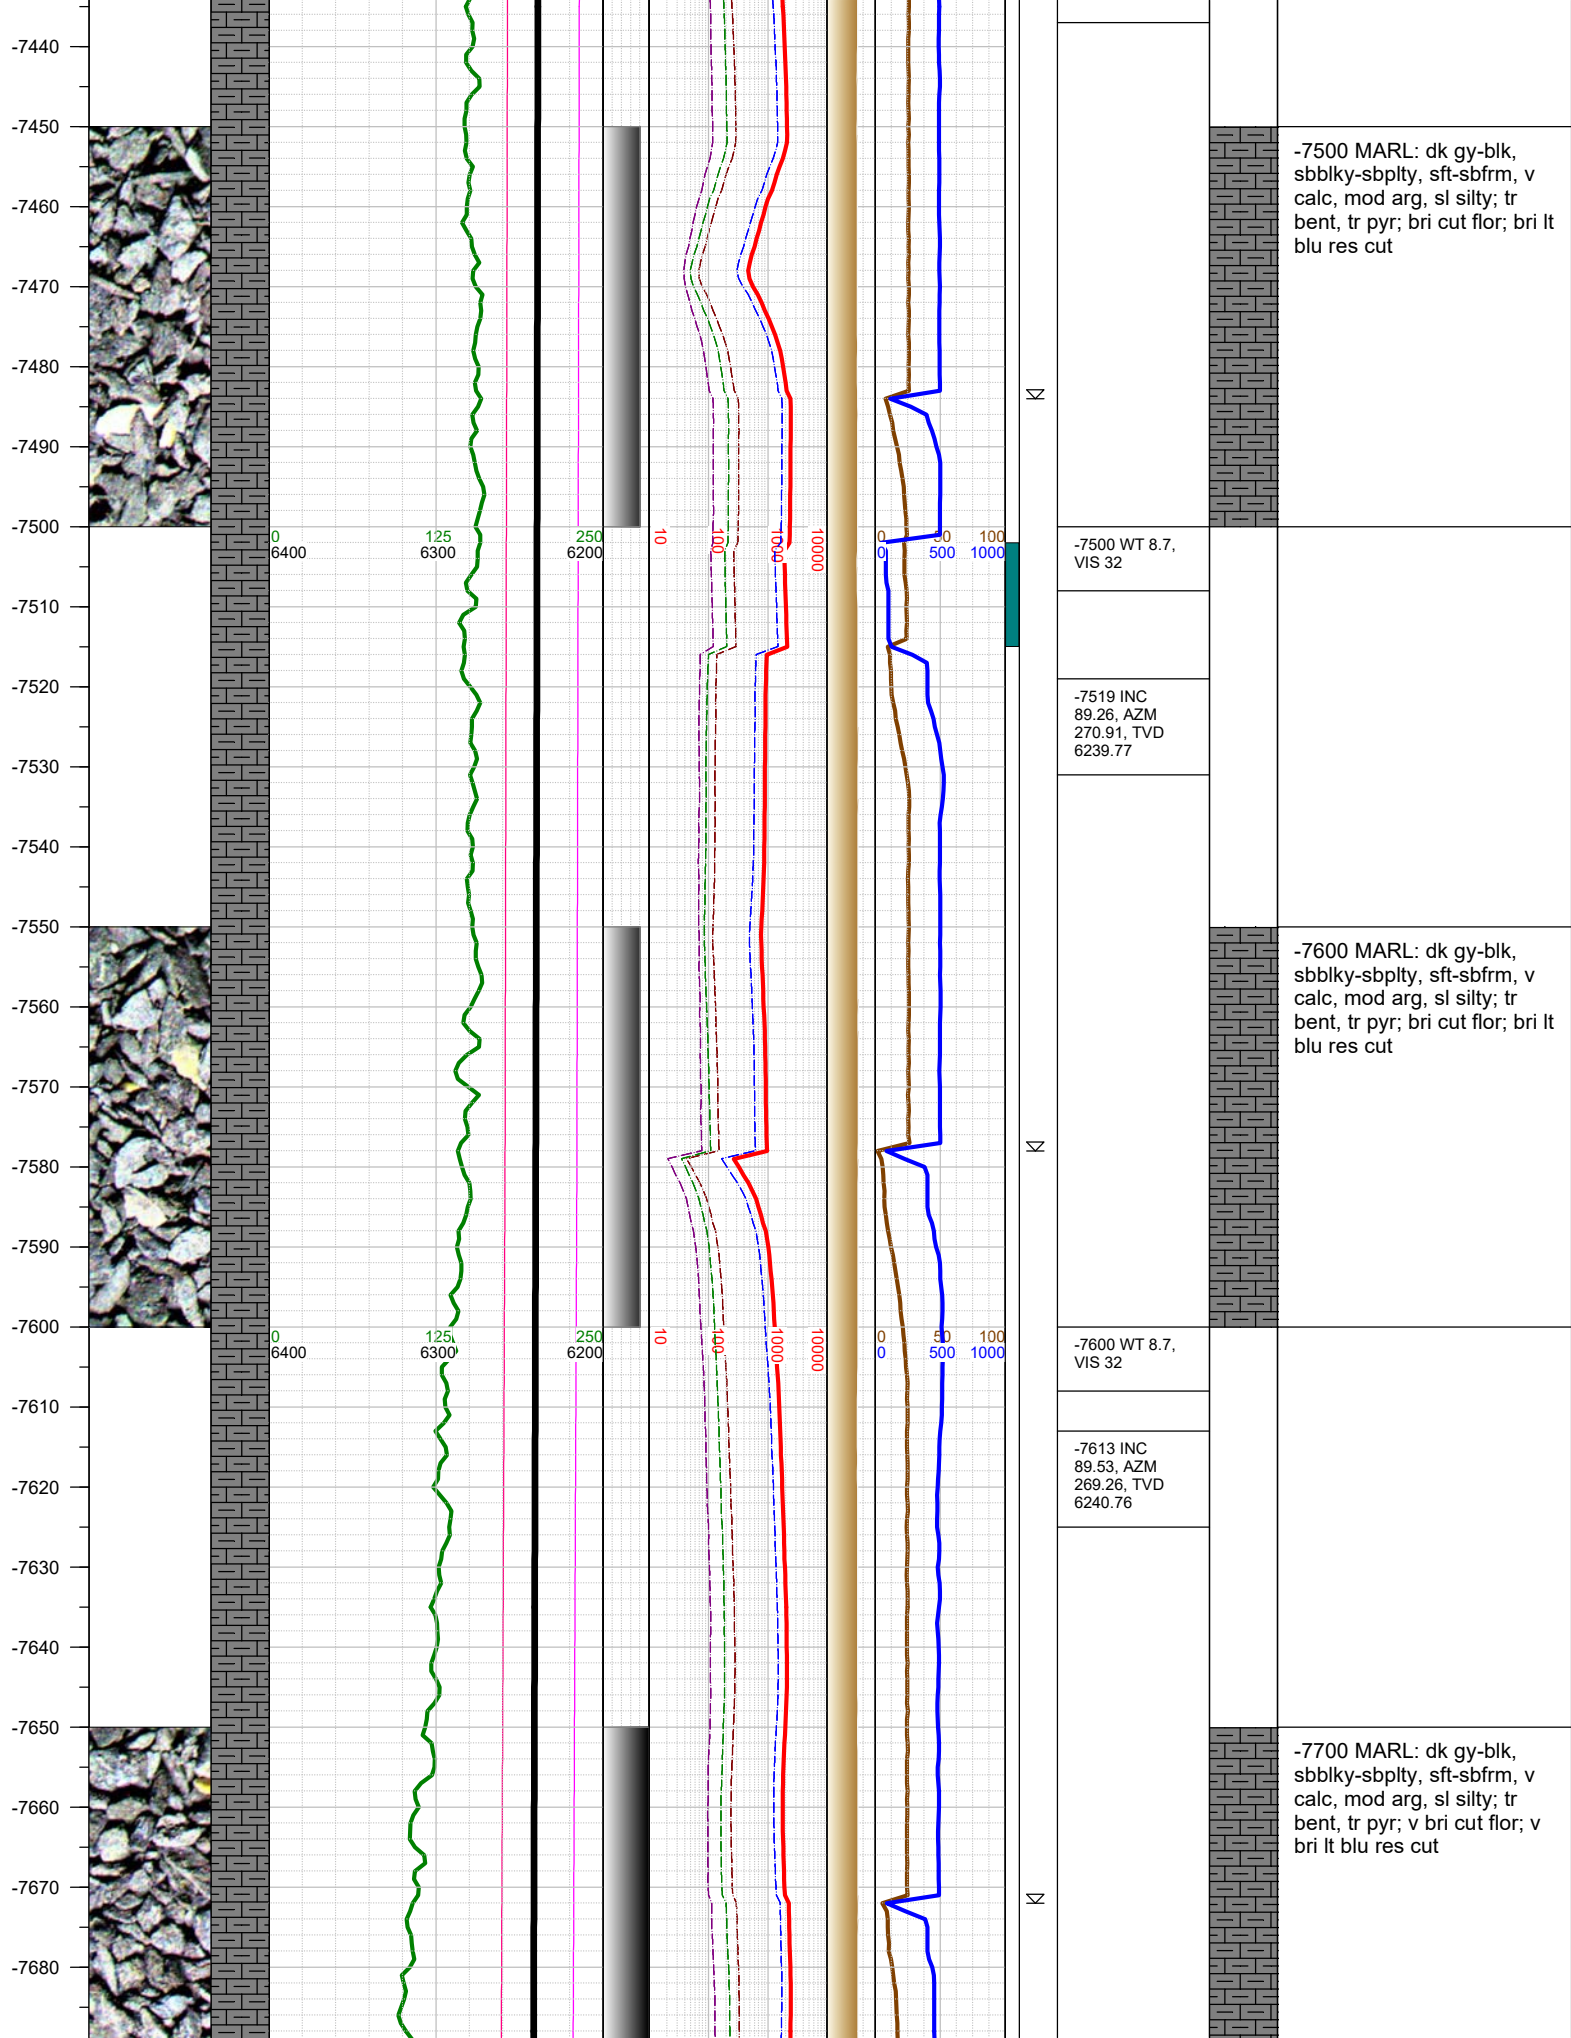 -7440
-7450
-7500 MARL: dk gy-blk,
sbblky-sbplty, sft-sbfrm, v
calc, mod arg, sl silty; tr
bent, tr pyr; bri cut flor; bri lt
blu res cut
-7460
-7470
-7480
-7490
-7500
0 125 250 10 100 1000 10000 0 50 100
6400 6300 6200 0 500 1000
-7500 WT 8.7,
VIS 32
-7510
-7520
-7519 INC
89.26, AZM
270.91, TVD
6239.77
-7530
-7540
-7550
-7600 MARL: dk gy-blk,
sbblky-sbplty, sft-sbfrm, v
calc, mod arg, sl silty; tr
bent, tr pyr; bri cut flor; bri lt
blu res cut
-7560
-7570
-7580
-7590
-7600
0 125 250 10 100 1000 10000 0 50 100
6400 6300 6200 0 500 1000
-7600 WT 8.7,
VIS 32
-7610
-7613 INC
89.53, AZM
269.26, TVD
6240.76
-7620
-7630
-7640
-7650
-7700 MARL: dk gy-blk,
sbblky-sbplty, sft-sbfrm, v
calc, mod arg, sl silty; tr
bent, tr pyr; v bri cut flor; v
bri lt blu res cut
-7660
-7670
-7680